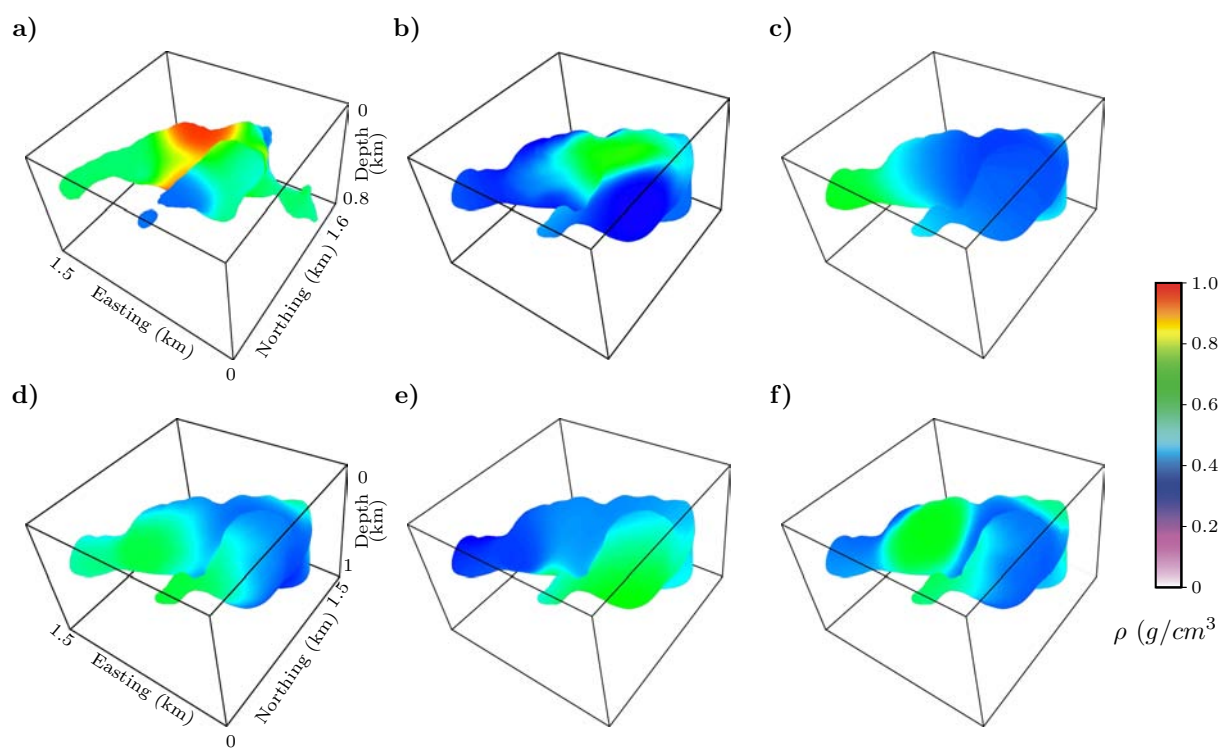 a)
b)
c)
0
Depth
(km)
0.8
1.6
Northing (km)
1.5
Easting (km)
0
1.0
0.8
0.6
0.4
0.2
0
ρ (g/cm³
d)
e)
f)
0
Depth
(km)
1
1.5
Northing (km)
1.5
Easting (km)
0